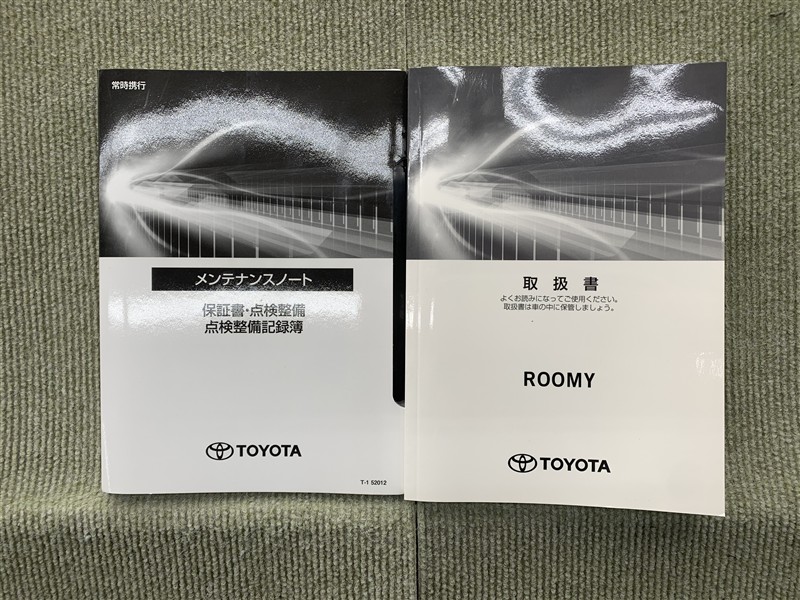 常時携行
メンテナンスノート
保証書・点検整備
点検整備記録簿
TOYOTA
T-1 52012
取扱書
よくお読みになってご使用ください。
取扱書は車の中に保管しましょう。
ROOMY
TOYOTA